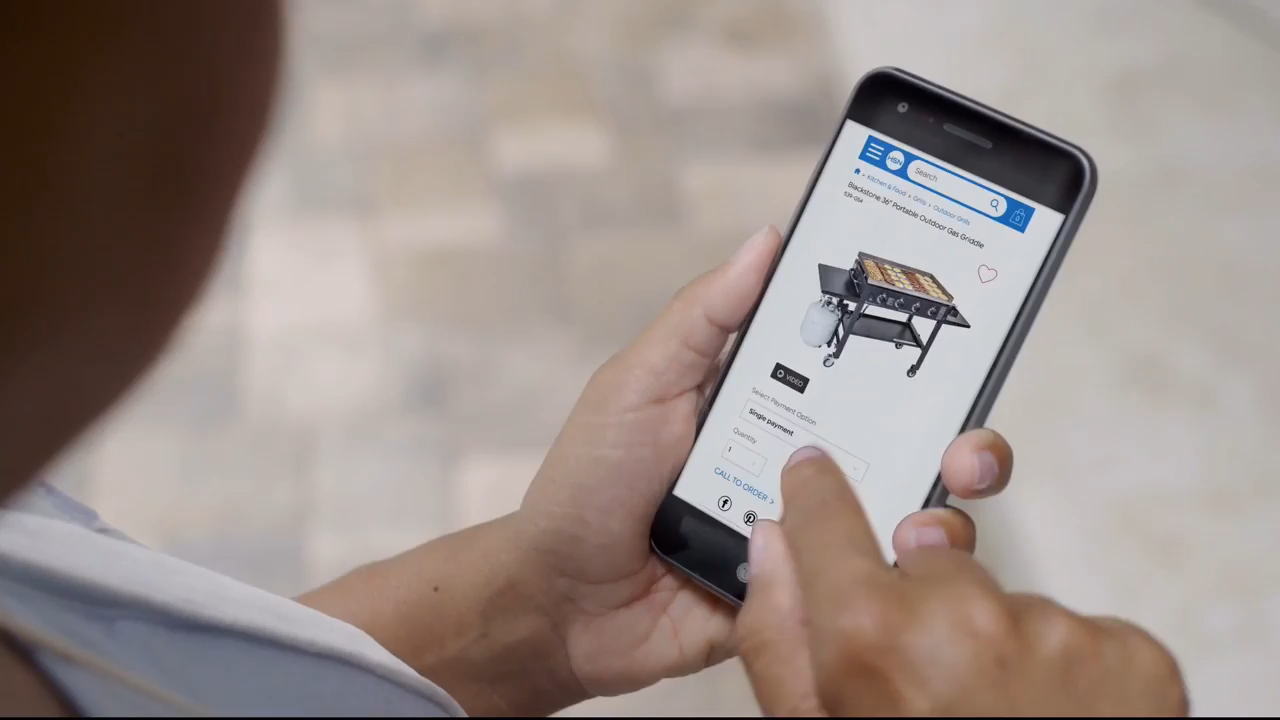 HSN
Search
0
Kitchen & Food > Grills > Outdoor Grills
Blackstone 36" Portable Outdoor Gas Griddle
VIDEO
Select Payment Option
Single payment
Quantity
1
CALL TO ORDER >